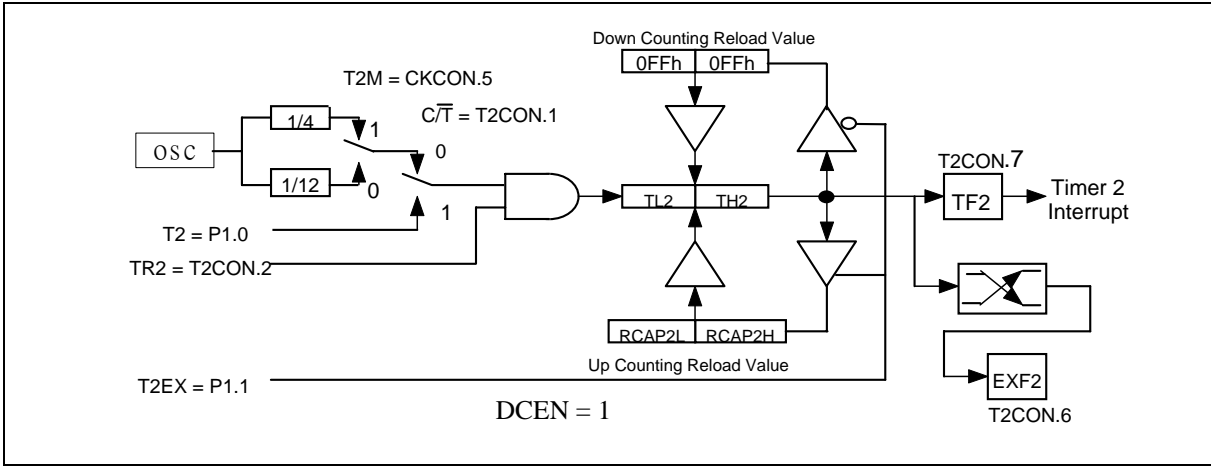 Down Counting Reload Value
0FFh 0FFh
T2M = CKCON.5
C/T̅ = T2CON.1
1/4
1
0
OSC
T2CON.7
1/12
0
TL2 TH2
TF2
Timer 2
Interrupt
1
T2 = P1.0
TR2 = T2CON.2
RCAP2L RCAP2H
Up Counting Reload Value
T2EX = P1.1
EXF2
DCEN = 1
T2CON.6